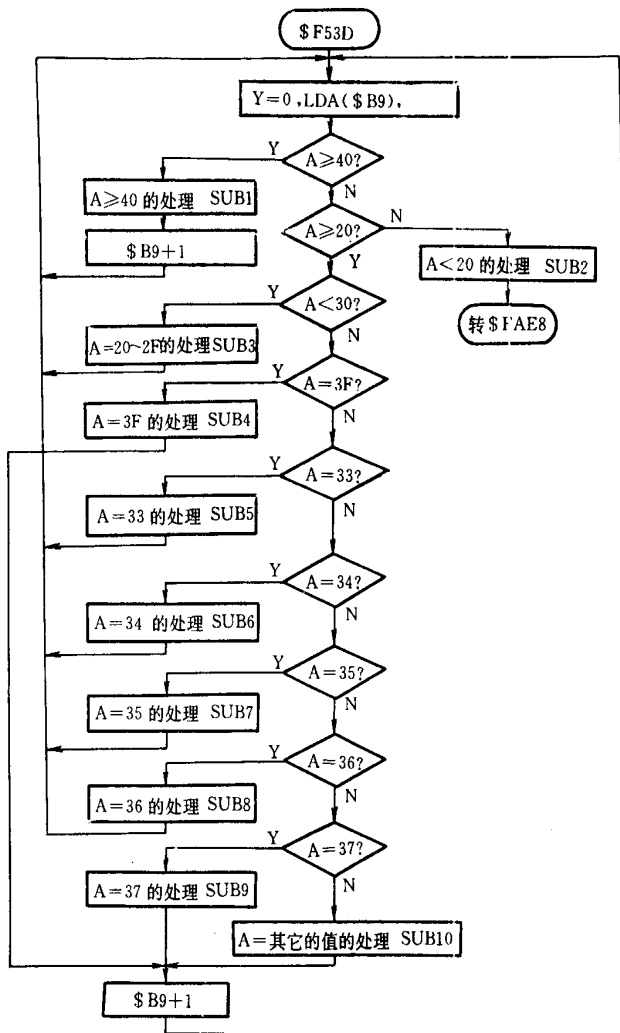 $F53D
Y=0,LDA($B9),
A≥40?
Y
N
A≥40 的处理 SUB1
$B9+1
A≥20?
N
Y
A<20 的处理 SUB2
转 $FAE8
A<30?
Y
N
A=20~2F的处理SUB3
A=3F?
Y
N
A=3F 的处理 SUB4
A=33?
Y
N
A=33 的处理 SUB5
A=34?
Y
N
A=34 的处理 SUB6
A=35?
Y
N
A=35 的处理 SUB7
A=36?
Y
N
A=36 的处理 SUB8
A=37?
Y
N
A=37 的处理 SUB9
A=其它的值的处理 SUB10
$B9+1